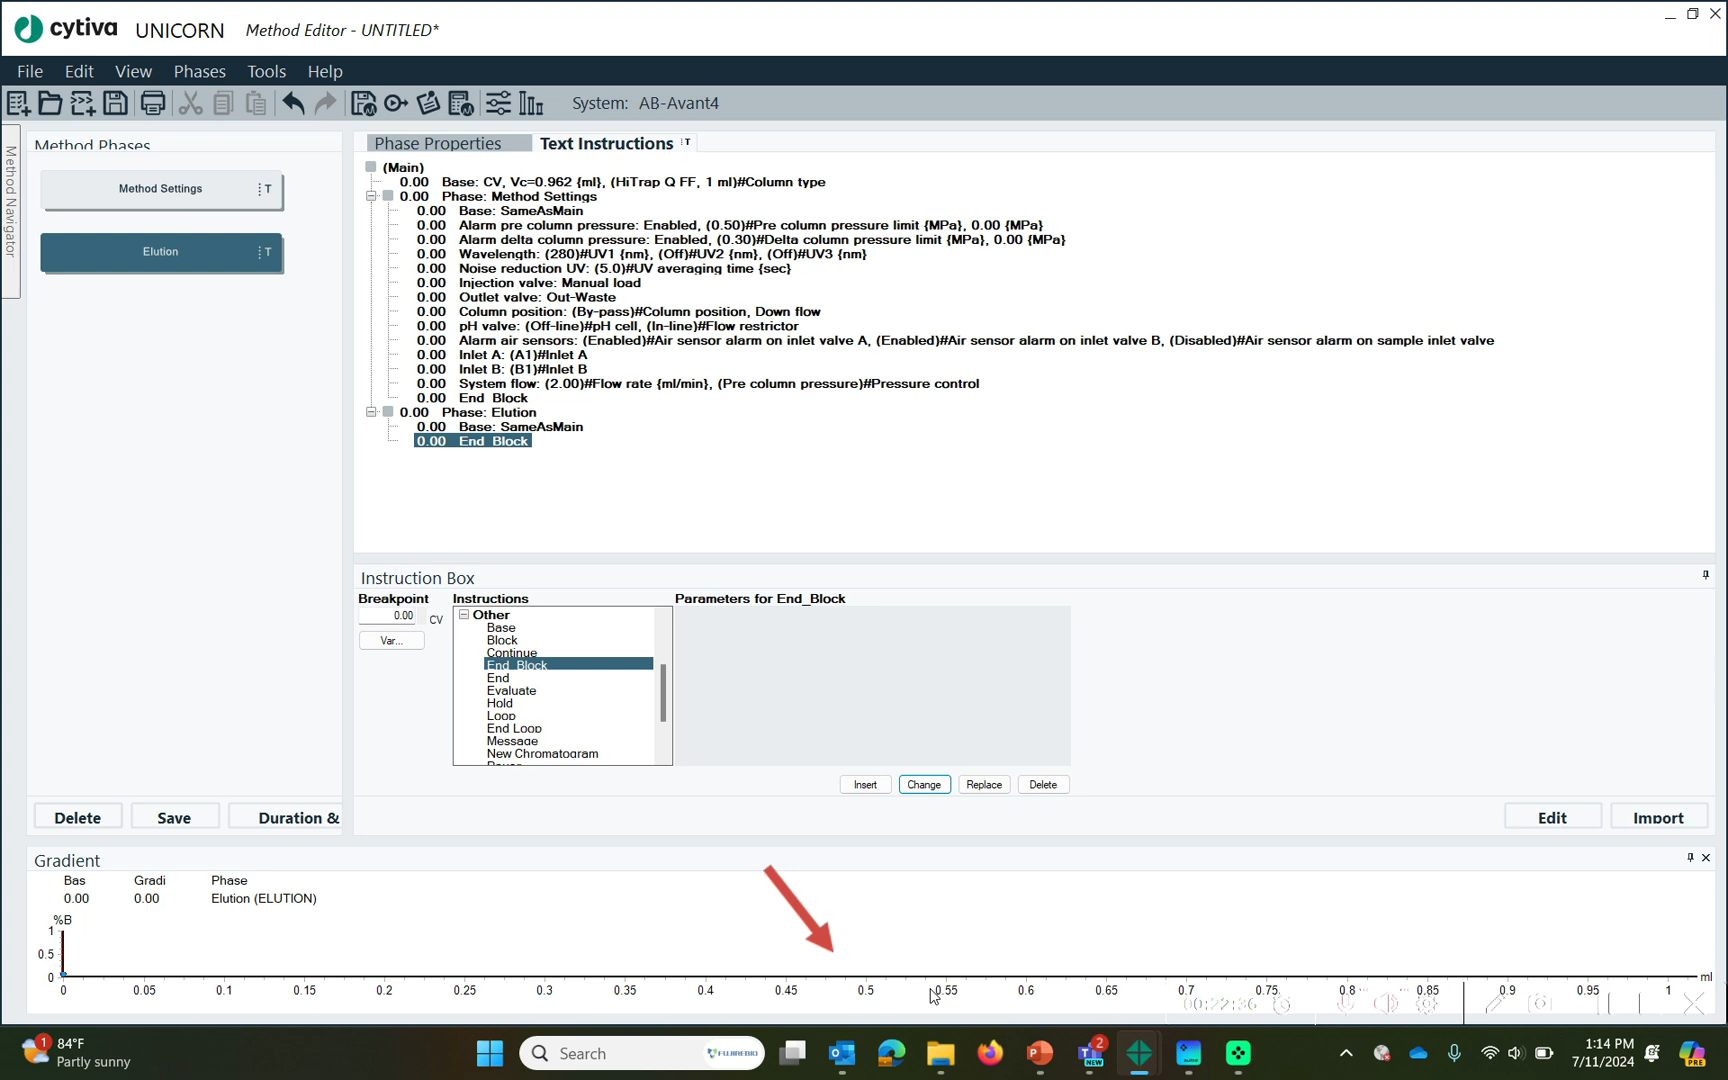 cytiva UNICORN Method Editor - UNTITLED*
File Edit View Phases Tools Help
System: AB-Avant4
Method Navigator
Method Phases
Method Settings T
Elution T
Delete Save Duration &
Phase Properties Text Instructions T
(Main)
0.00 Base: CV, Vc=0.962 {ml}, (HiTrap Q FF, 1 ml)#Column type
0.00 Phase: Method Settings
0.00 Base: SameAsMain
0.00 Alarm pre column pressure: Enabled, (0.50)#Pre column pressure limit {MPa}, 0.00 {MPa}
0.00 Alarm delta column pressure: Enabled, (0.30)#Delta column pressure limit {MPa}, 0.00 {MPa}
0.00 Wavelength: (280)#UV1 {nm}, (Off)#UV2 {nm}, (Off)#UV3 {nm}
0.00 Noise reduction UV: (5.0)#UV averaging time {sec}
0.00 Injection valve: Manual load
0.00 Outlet valve: Out-Waste
0.00 Column position: (By-pass)#Column position, Down flow
0.00 pH valve: (Off-line)#pH cell, (In-line)#Flow restrictor
0.00 Alarm air sensors: (Enabled)#Air sensor alarm on inlet valve A, (Enabled)#Air sensor alarm on inlet valve B, (Disabled)#Air sensor alarm on sample inlet valve
0.00 Inlet A: (A1)#Inlet A
0.00 Inlet B: (B1)#Inlet B
0.00 System flow: (2.00)#Flow rate {ml/min}, (Pre column pressure)#Pressure control
0.00 End_Block
0.00 Phase: Elution
0.00 Base: SameAsMain
0.00 End_Block
Instruction Box
Breakpoint Instructions Parameters for End_Block
0.00 CV
Var...
Other
Base
Block
Continue
End_Block
End
Evaluate
Hold
Loop
End Loop
Message
New Chromatogram
Insert Change Replace Delete
Edit Import
Gradient
Bas Gradi Phase
0.00 0.00 Elution (ELUTION)
%B
1
0.5
0
ml
0 0.05 0.1 0.15 0.2 0.25 0.3 0.35 0.4 0.45 0.5 0.55 0.6 0.65 0.7 0.75 0.8 0.85 0.9 0.95 1
00:22:36
1
84°F
Partly sunny
Search FUJIREBIO
2
NEW
1:14 PM
7/11/2024
PRE